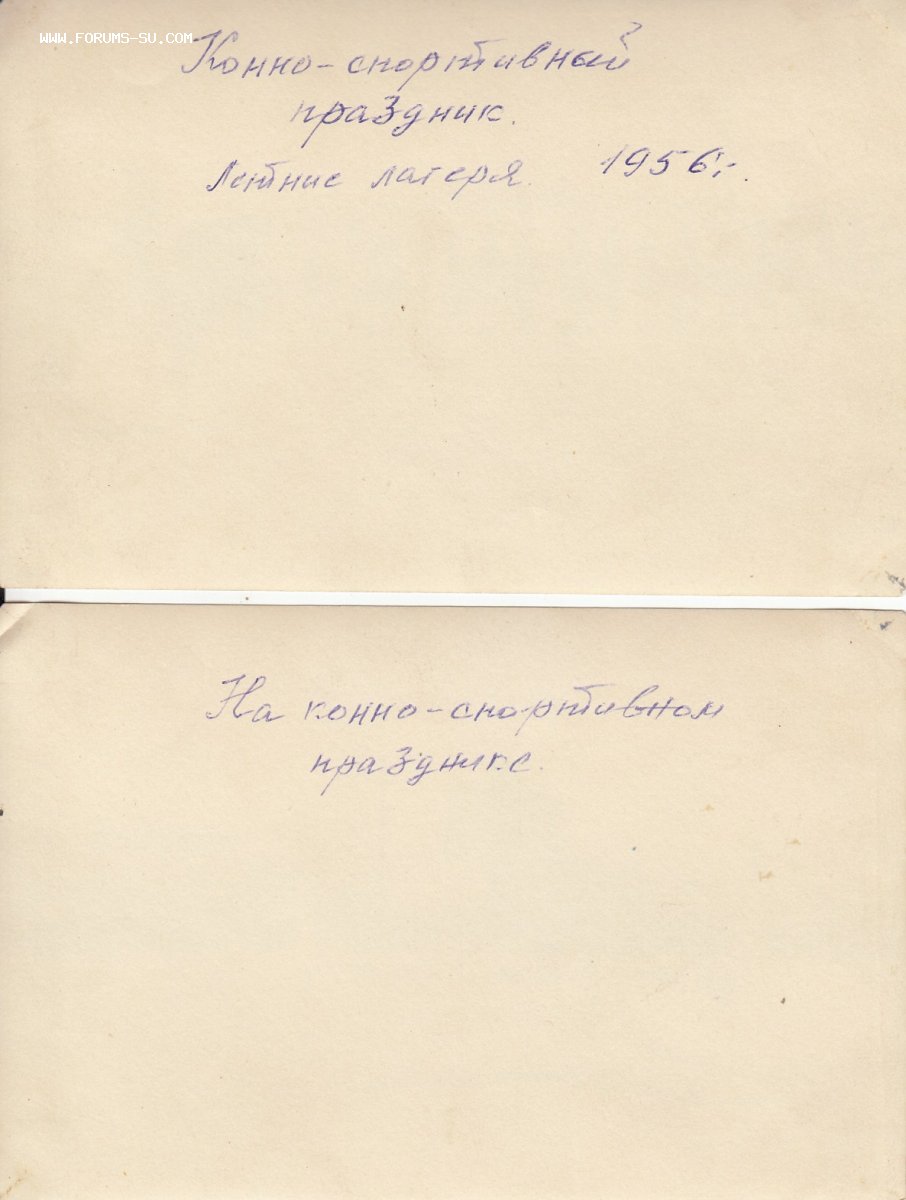 WWW.FORUMS-SU.COM
Конно-спортивный
праздник.
Летние лагеря. 1956г.
На конно-спортивном
празднике.